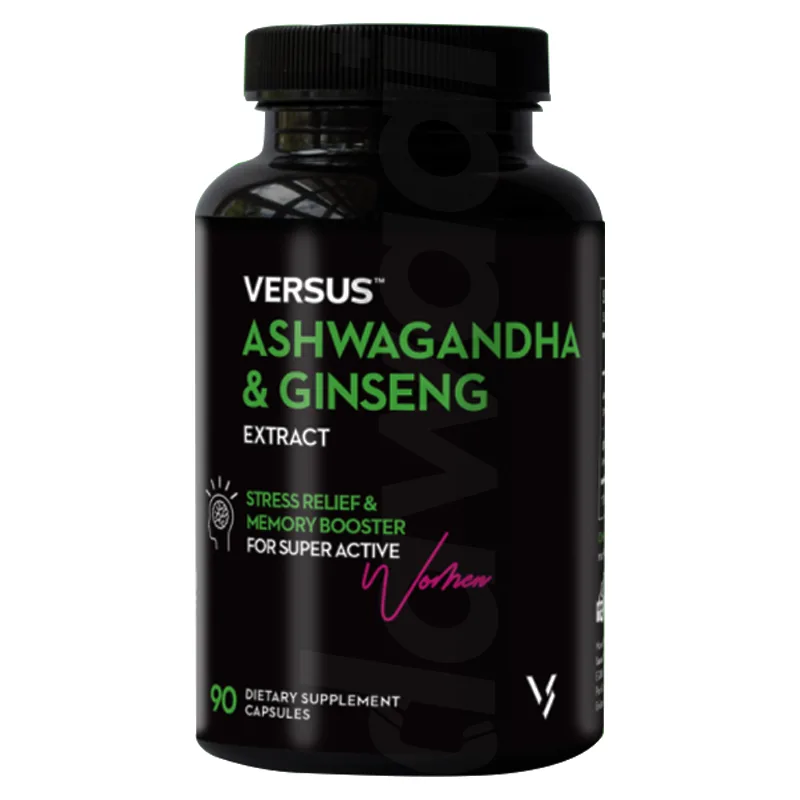 VERSUS™
ASHWAGANDHA
& GINSENG
EXTRACT
STRESS RELIEF &
MEMORY BOOSTER
FOR SUPER ACTIVE
Women
90 DIETARY SUPPLEMENT
CAPSULES